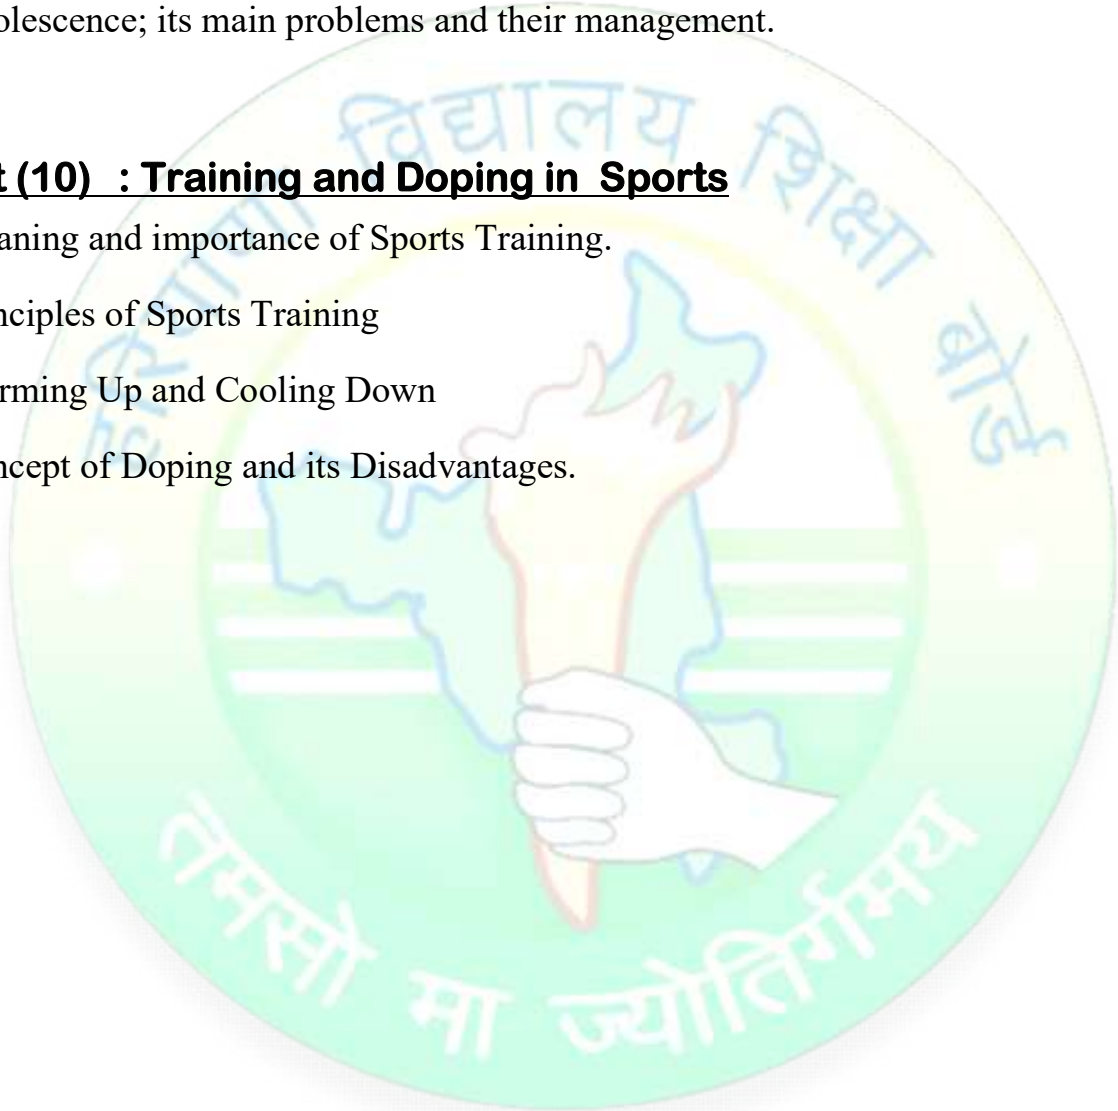 olescence; its main problems and their management.
t (10) : Training and Doping in Sports
aning and importance of Sports Training.
nciples of Sports Training
rming Up and Cooling Down
ncept of Doping and its Disadvantages.
हरियाणा विद्यालय शिक्षा बोर्ड
तमसो मा ज्योतिर्गमय